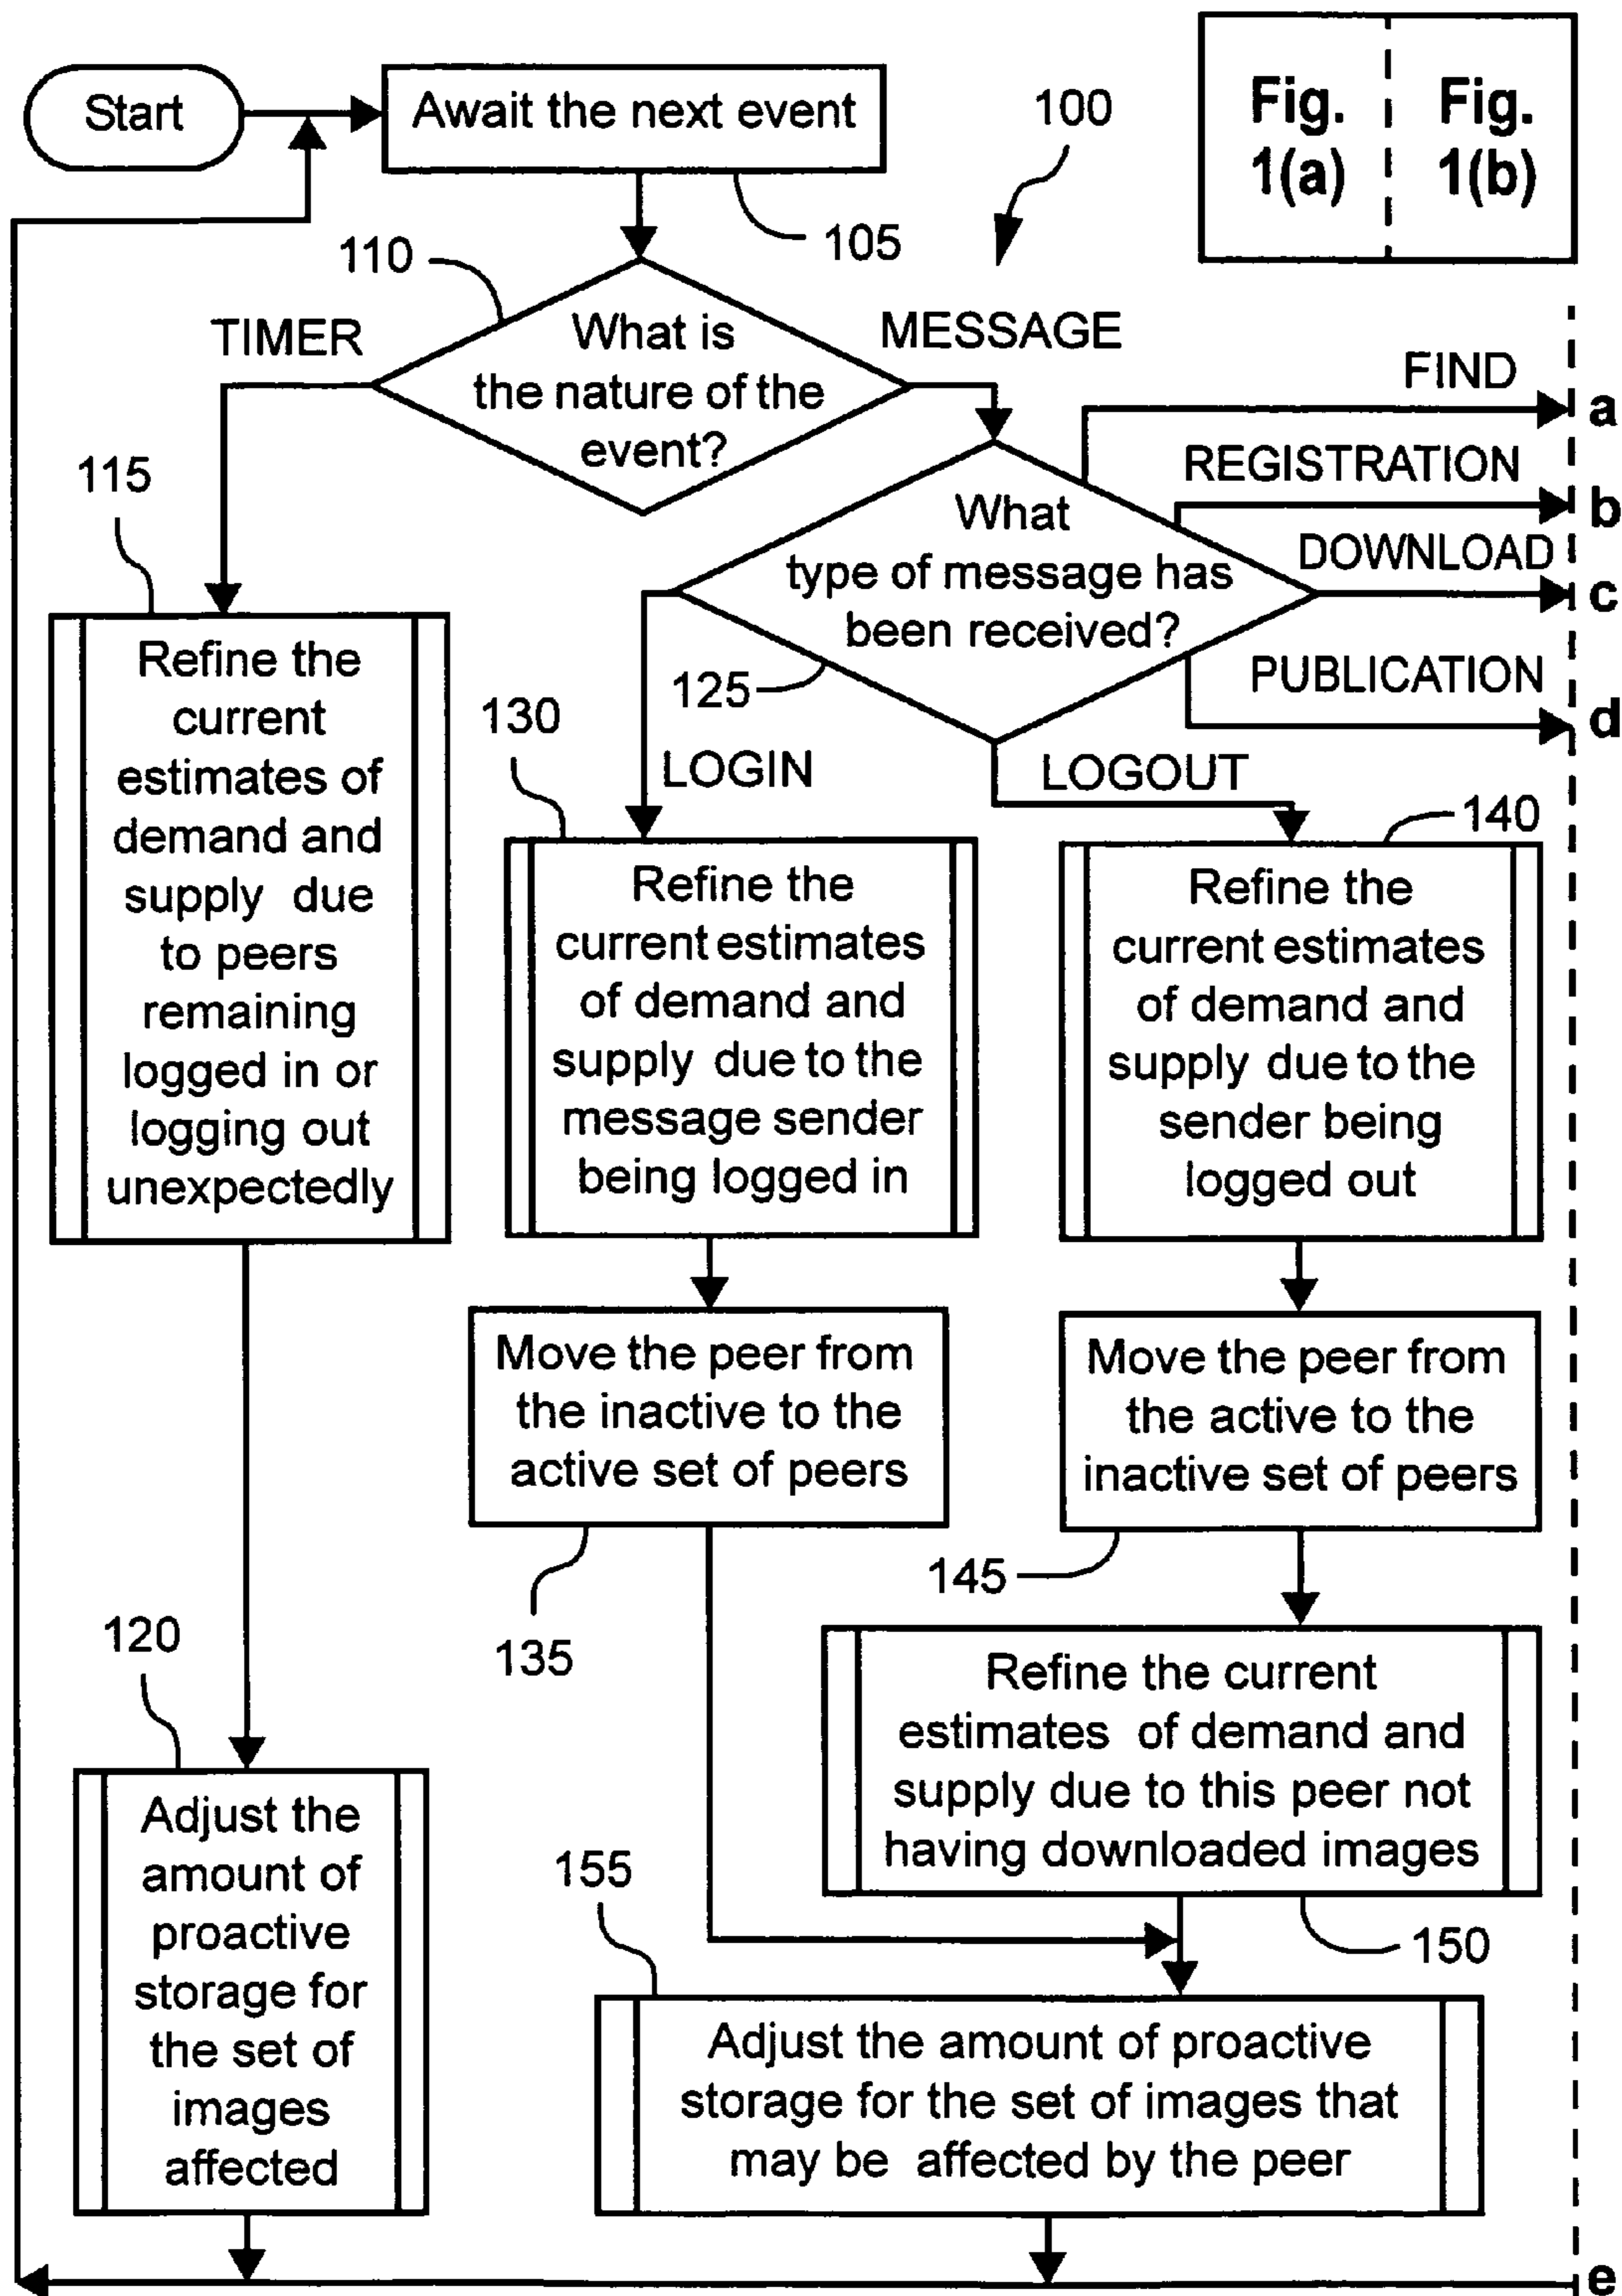 Start
Await the next event
105
100
Fig.
1(a)
Fig.
1(b)
110
What is
the nature of the
event?
TIMER
MESSAGE
115
Refine the
current
estimates of
demand and
supply due
to peers
remaining
logged in or
logging out
unexpectedly
120
Adjust the
amount of
proactive
storage for
the set of
images
affected
What
type of message has
been received?
125
FIND
a
REGISTRATION
b
DOWNLOAD
c
PUBLICATION
d
LOGIN
LOGOUT
130
Refine the
current estimates
of demand and
supply due to the
message sender
being logged in
Move the peer from
the inactive to the
active set of peers
135
140
Refine the
current estimates
of demand and
supply due to the
sender being
logged out
Move the peer from
the active to the
inactive set of peers
145
Refine the current
estimates of demand and
supply due to this peer not
having downloaded images
150
155
Adjust the amount of proactive
storage for the set of images that
may be affected by the peer
e